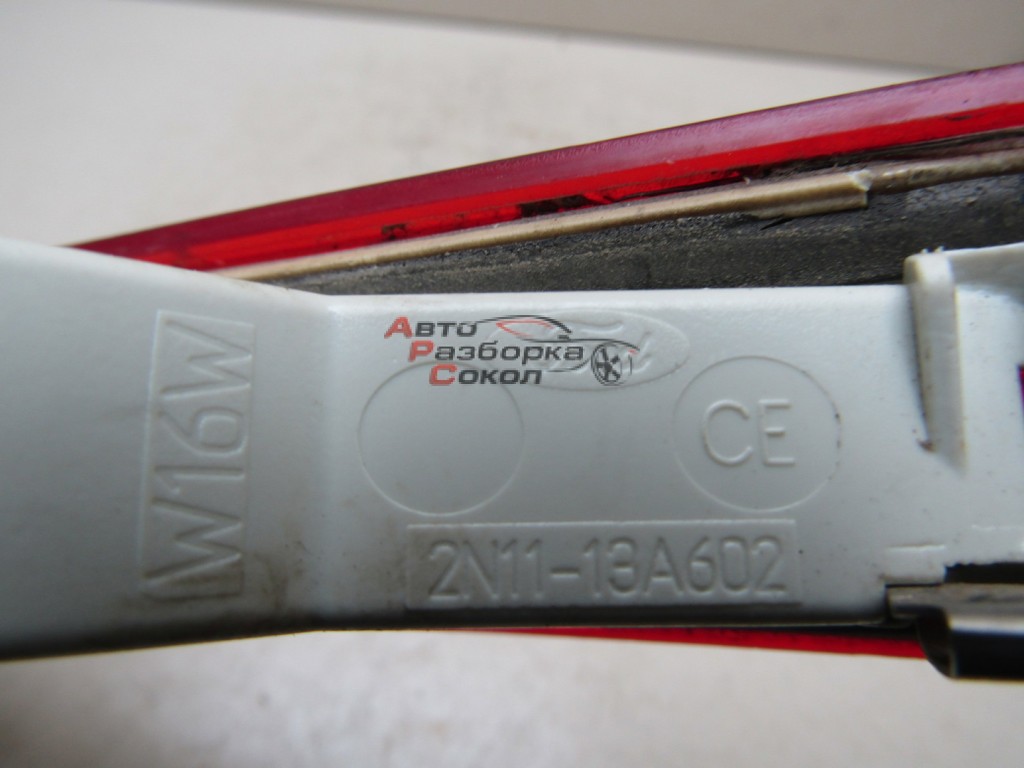 W16W
Авто
Разборка
Сокол
CE
2N11-13A602